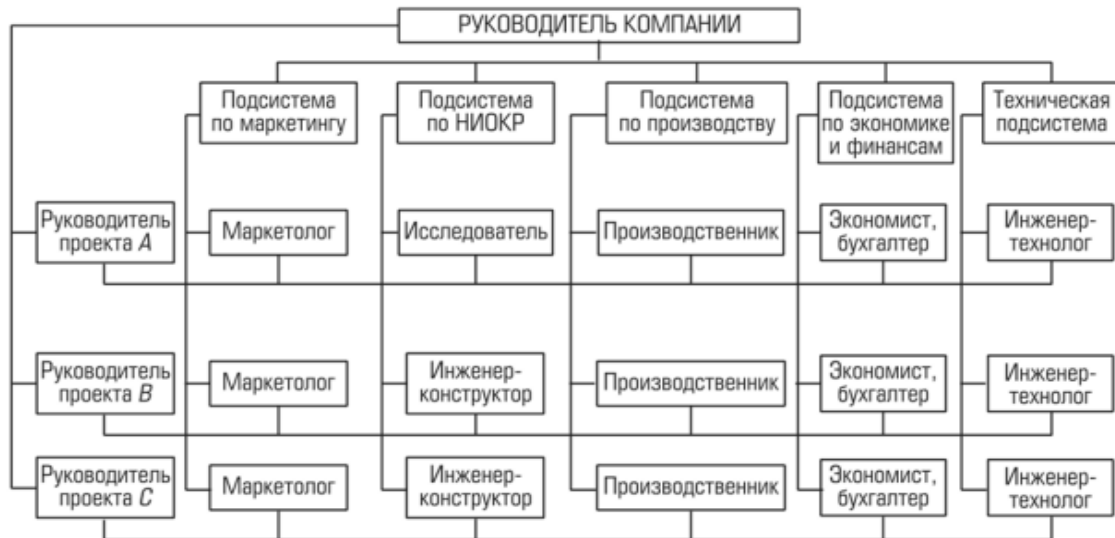 РУКОВОДИТЕЛЬ КОМПАНИИ
Подсистема
по маркетингу
Подсистема
по НИОКР
Подсистема
по производству
Подсистема
по экономике
и финансам
Техническая
подсистема
Руководитель
проекта А
Маркетолог
Исследователь
Производственник
Экономист,
бухгалтер
Инженер-
технолог
Руководитель
проекта В
Маркетолог
Инженер-
конструктор
Производственник
Экономист,
бухгалтер
Инженер-
технолог
Руководитель
проекта С
Маркетолог
Инженер-
конструктор
Производственник
Экономист,
бухгалтер
Инженер-
технолог